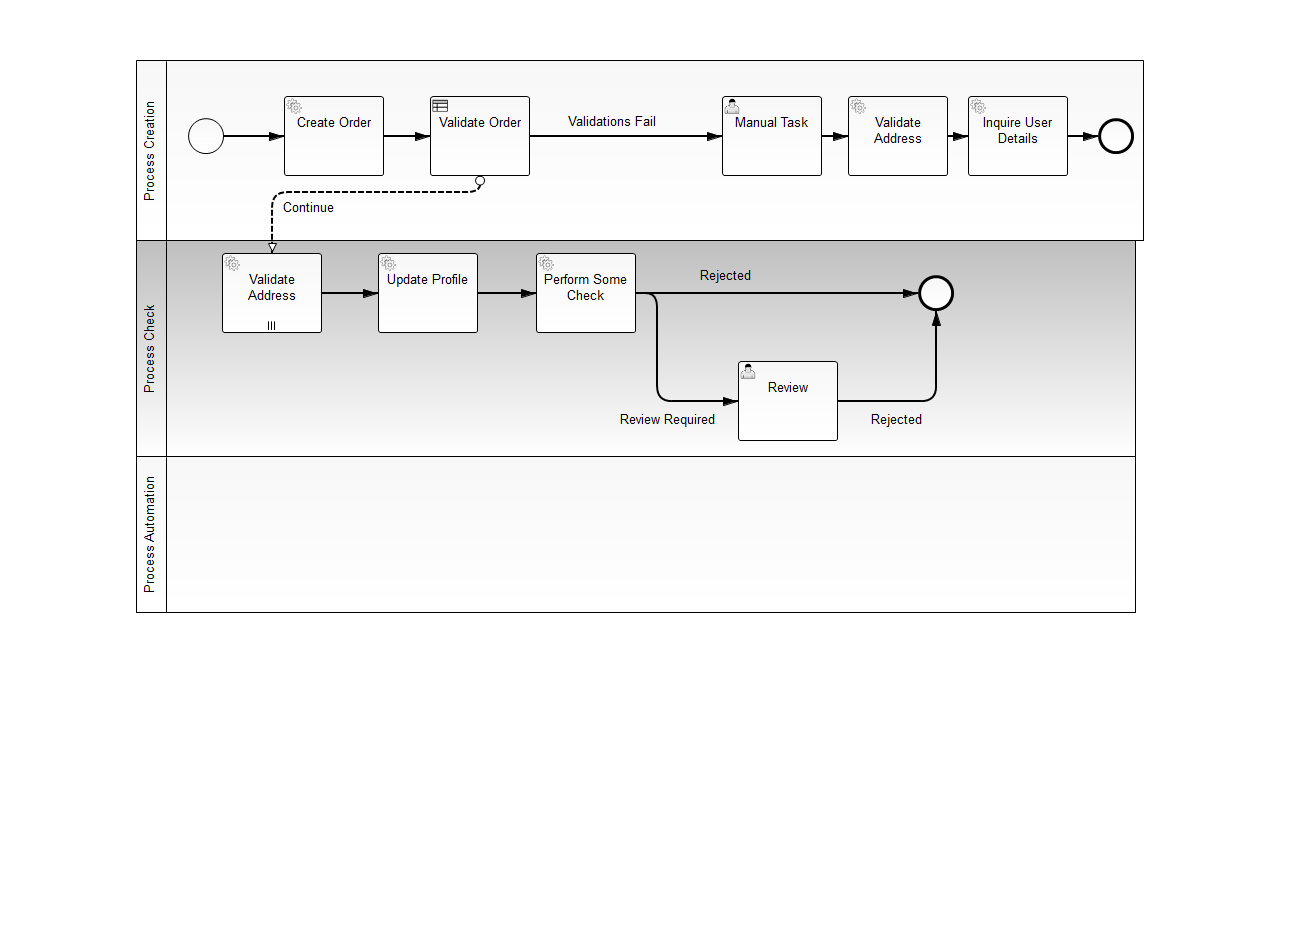 Process Creation
Create Order
Validate Order
Validations Fail
Manual Task
Validate
Address
Inquire User
Details
Continue
Process Check
Validate
Address
Update Profile
Perform Some
Check
Rejected
Review
Review Required
Rejected
Process Automation